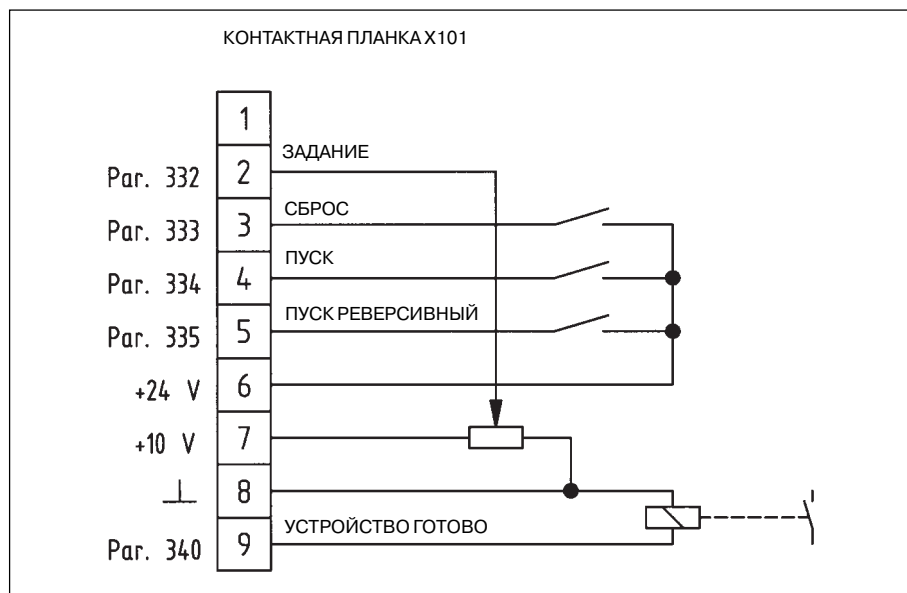 КОНТАКТНАЯ ПЛАНКА X101
1
ЗАДАНИЕ
Par. 332 2
СБРОС
Par. 333 3
ПУСК
Par. 334 4
ПУСК РЕВЕРСИВНЫЙ
Par. 335 5
+24 V 6
+10 V 7
8
УСТРОЙСТВО ГОТОВО
Par. 340 9